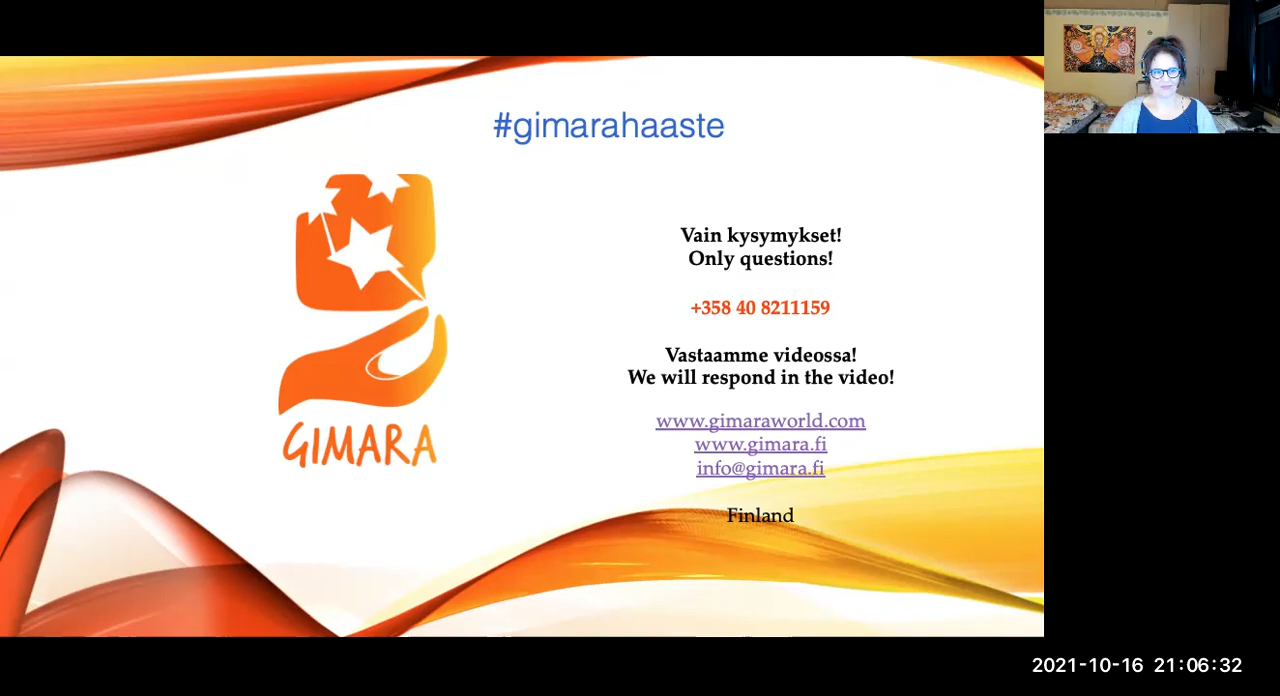 #gimarahaaste
GIMARA
Vain kysymykset!
Only questions!
+358 40 8211159
Vastaamme videossa!
We will respond in the video!
www.gimaraworld.com
www.gimara.fi
info@gimara.fi
Finland
2021-10-16 21:06:32